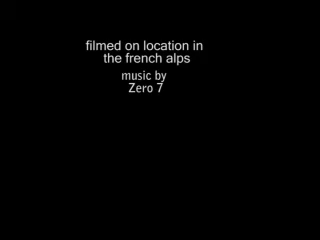 filmed on location in
the french alps
music by
Zero 7